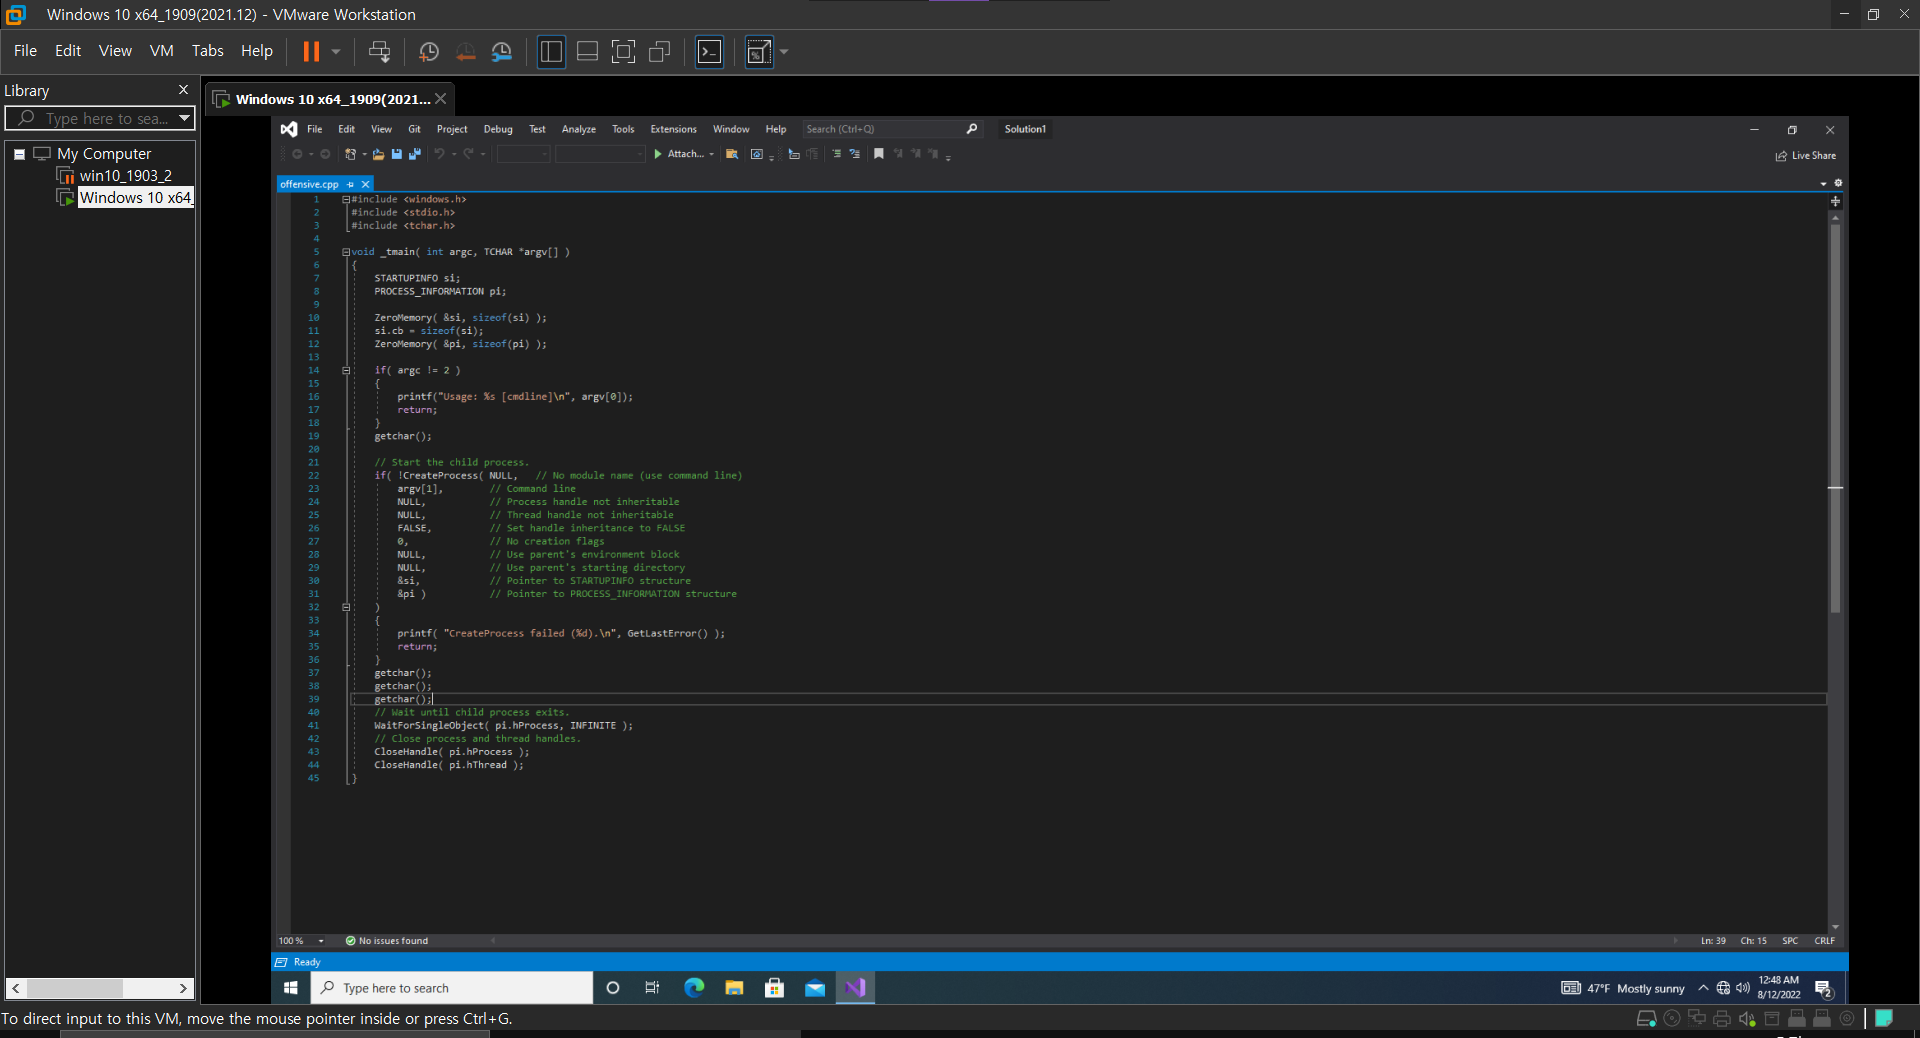 Windows 10 x64_1909(2021.12) - VMware Workstation
File Edit View VM Tabs Help
Library
Type here to sea...
My Computer
win10_1903_2
Windows 10 x64_
Windows 10 x64_1909(2021...
File Edit View Git Project Debug Test Analyze Tools Extensions Window Help Search (Ctrl+Q) Solution1
Attach...
Live Share
offensive.cpp
1 #include <windows.h>
2 #include <stdio.h>
3 #include <tchar.h>
4
5 void _tmain( int argc, TCHAR *argv[] )
6 {
7 STARTUPINFO si;
8 PROCESS_INFORMATION pi;
9
10 ZeroMemory( &si, sizeof(si) );
11 si.cb = sizeof(si);
12 ZeroMemory( &pi, sizeof(pi) );
13
14 if( argc != 2 )
15 {
16 printf("Usage: %s [cmdline]\n", argv[0]);
17 return;
18 }
19 getchar();
20
21 // Start the child process.
22 if( !CreateProcess( NULL, // No module name (use command line)
23 argv[1], // Command line
24 NULL, // Process handle not inheritable
25 NULL, // Thread handle not inheritable
26 FALSE, // Set handle inheritance to FALSE
27 0, // No creation flags
28 NULL, // Use parent's environment block
29 NULL, // Use parent's starting directory
30 &si, // Pointer to STARTUPINFO structure
31 &pi ) // Pointer to PROCESS_INFORMATION structure
32 )
33 {
34 printf( "CreateProcess failed (%d).\n", GetLastError() );
35 return;
36 }
37 getchar();
38 getchar();
39 getchar();
40 // Wait until child process exits.
41 WaitForSingleObject( pi.hProcess, INFINITE );
42 // Close process and thread handles.
43 CloseHandle( pi.hProcess );
44 CloseHandle( pi.hThread );
45 }
100 % No issues found Ln: 39 Ch: 15 SPC CRLF
Ready
Type here to search
47°F Mostly sunny
12:48 AM
8/12/2022
2
To direct input to this VM, move the mouse pointer inside or press Ctrl+G.